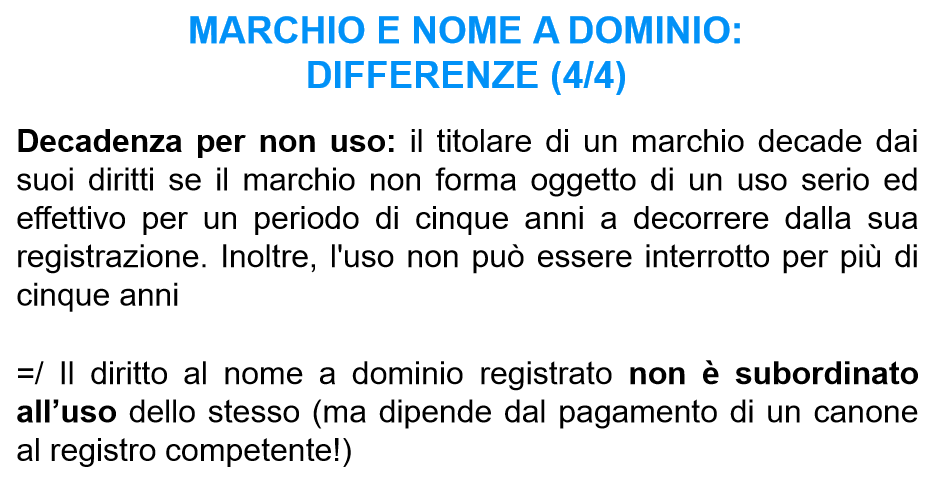 MARCHIO E NOME A DOMINIO:
DIFFERENZE (4/4)
Decadenza per non uso: il titolare di un marchio decade dai
suoi diritti se il marchio non forma oggetto di un uso serio ed
effettivo per un periodo di cinque anni a decorrere dalla sua
registrazione. Inoltre, l'uso non può essere interrotto per più di
cinque anni
=/ Il diritto al nome a dominio registrato non è subordinato
all’uso dello stesso (ma dipende dal pagamento di un canone
al registro competente!)